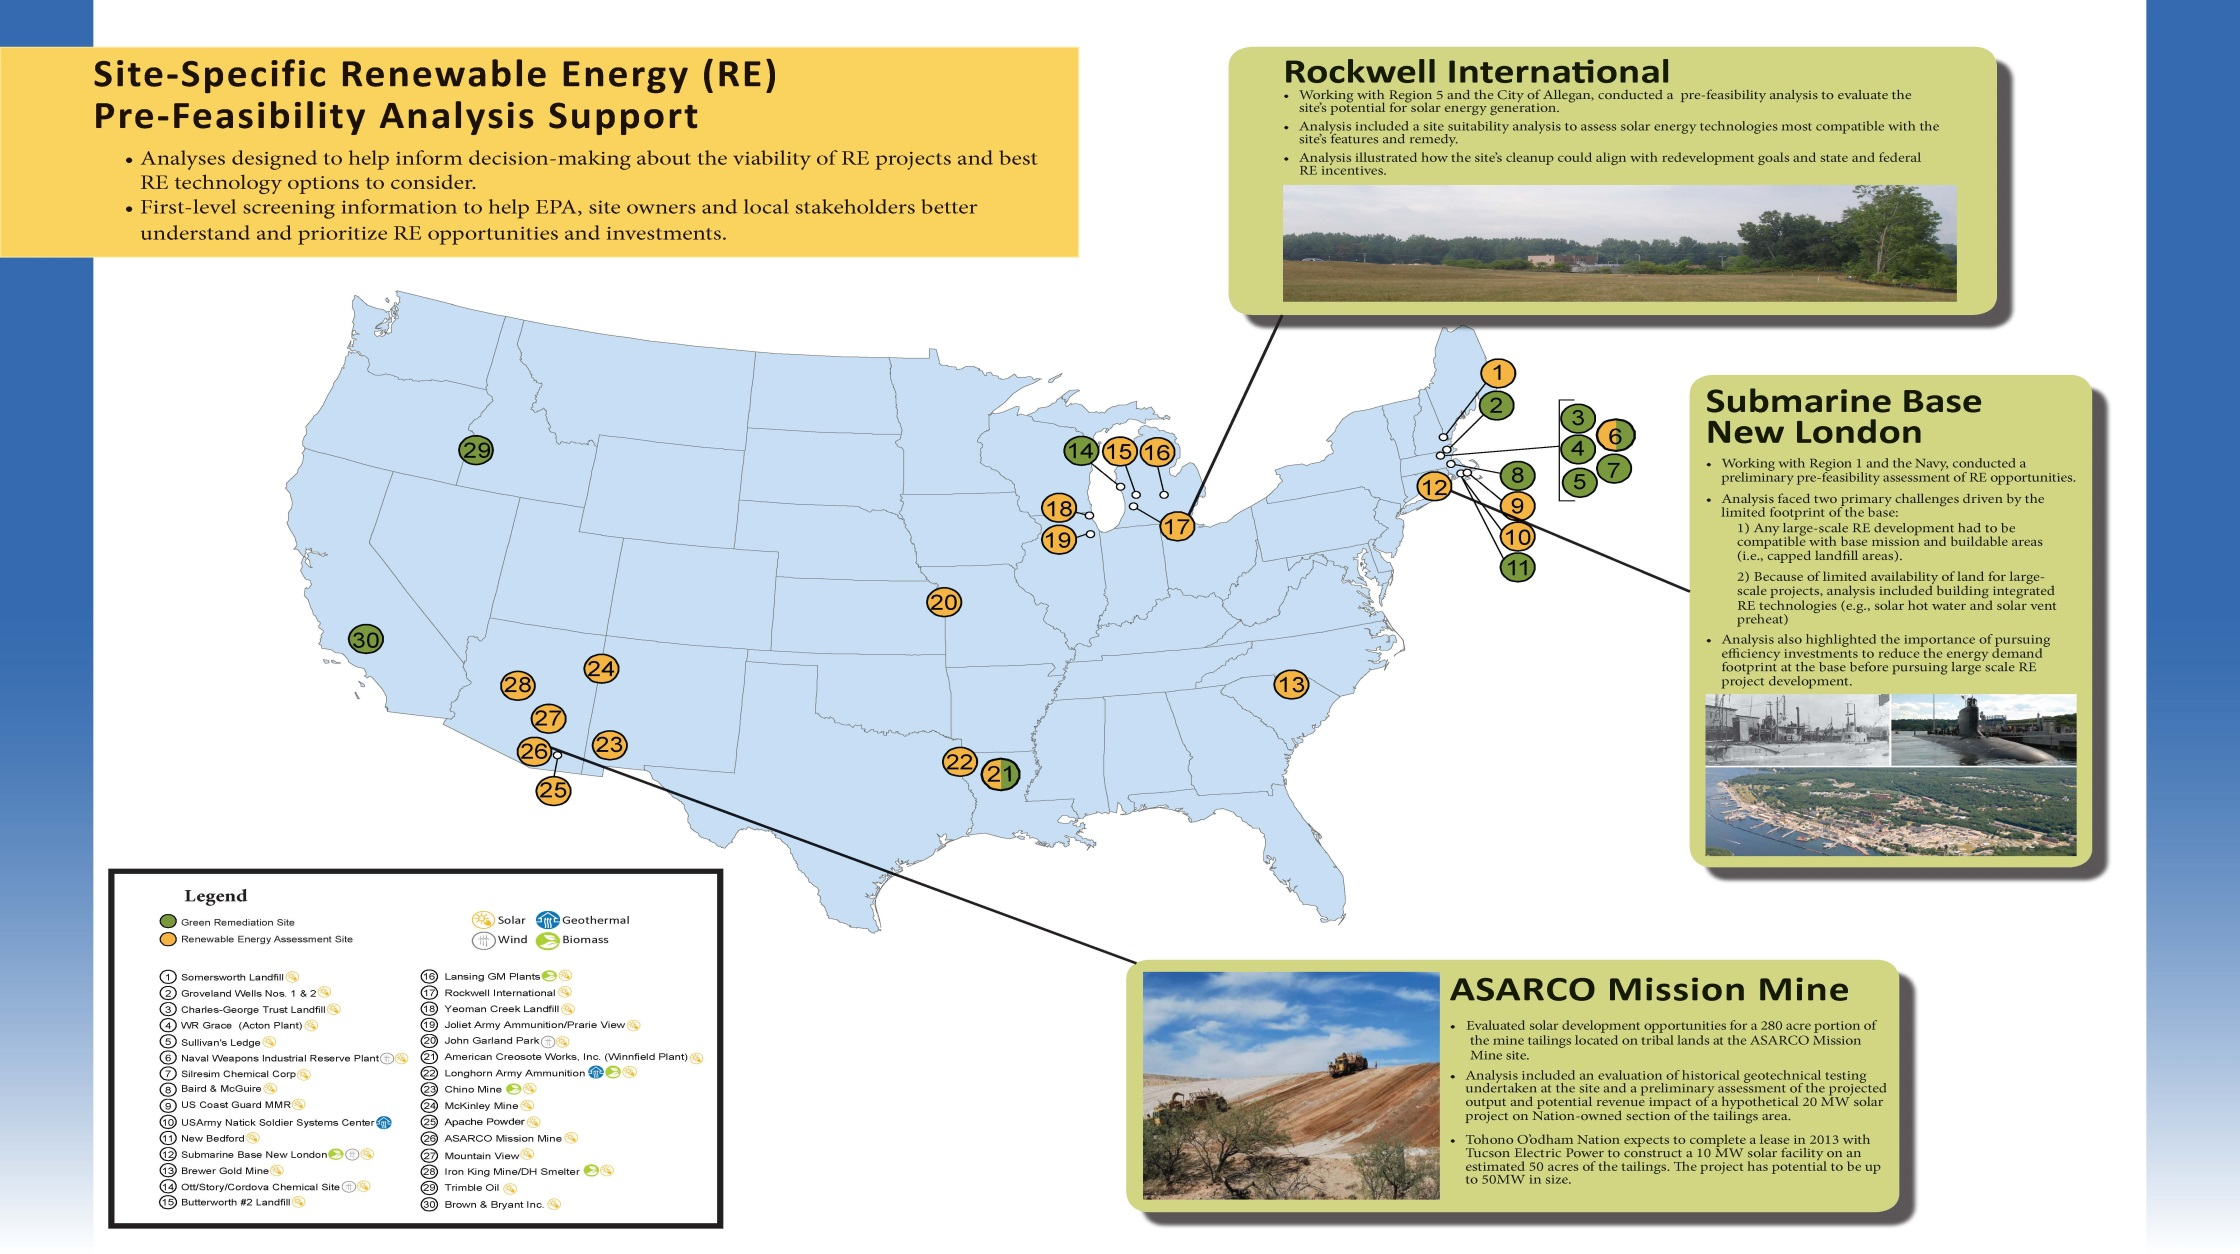 Site-Specific Renewable Energy (RE)
Pre-Feasibility Analysis Support
• Analyses designed to help inform decision-making about the viability of RE projects and best
RE technology options to consider.
• First-level screening information to help EPA, site owners and local stakeholders better
understand and prioritize RE opportunities and investments.
Rockwell International
• Working with Region 5 and the City of Allegan, conducted a pre-feasibility analysis to evaluate the
site's potential for solar energy generation.
• Analysis included a site suitability analysis to assess solar energy technologies most compatible with the
site's features and remedy.
• Analysis illustrated how the site's cleanup could align with redevelopment goals and state and federal
RE incentives.
1
2
3
4
5
6
7
8
9
10
11
12
13
14
15
16
17
18
19
20
21
22
23
24
25
26
27
28
29
30
Submarine Base
New London
• Working with Region 1 and the Navy, conducted a
preliminary pre-feasibility assessment of RE opportunities.
• Analysis faced two primary challenges driven by the
limited footprint of the base:
1) Any large-scale RE development had to be
compatible with base mission and buildable areas
(i.e., capped landfill areas).
2) Because of limited availability of land for large-
scale projects, analysis included building integrated
RE technologies (e.g., solar hot water and solar vent
preheat)
• Analysis also highlighted the importance of pursuing
efficiency investments to reduce the energy demand
footprint at the base before pursuing large scale RE
project development.
Legend
Green Remediation Site
Renewable Energy Assessment Site
Solar
Geothermal
Wind
Biomass
1 Somersworth Landfill
2 Groveland Wells Nos. 1 & 2
3 Charles-George Trust Landfill
4 WR Grace (Acton Plant)
5 Sullivan's Ledge
6 Naval Weapons Industrial Reserve Plant
7 Silresim Chemical Corp
8 Baird & McGuire
9 US Coast Guard MMR
10 USArmy Natick Soldier Systems Center
11 New Bedford
12 Submarine Base New London
13 Brewer Gold Mine
14 Ott/Story/Cordova Chemical Site
15 Butterworth #2 Landfill
16 Lansing GM Plants
17 Rockwell International
18 Yeoman Creek Landfill
19 Joliet Army Ammunition/Prarie View
20 John Garland Park
21 American Creosote Works, Inc. (Winnfield Plant)
22 Longhorn Army Ammunition
23 Chino Mine
24 McKinley Mine
25 Apache Powder
26 ASARCO Mission Mine
27 Mountain View
28 Iron King Mine/DH Smelter
29 Trimble Oil
30 Brown & Bryant Inc.
ASARCO Mission Mine
• Evaluated solar development opportunities for a 280 acre portion of
the mine tailings located on tribal lands at the ASARCO Mission
Mine site.
• Analysis included an evaluation of historical geotechnical testing
undertaken at the site and a preliminary assessment of the projected
output and potential revenue impact of a hypothetical 20 MW solar
project on Nation-owned section of the tailings area.
• Tohono O'odham Nation expects to complete a lease in 2013 with
Tucson Electric Power to construct a 10 MW solar facility on an
estimated 50 acres of the tailings. The project has potential to be up
to 50MW in size.